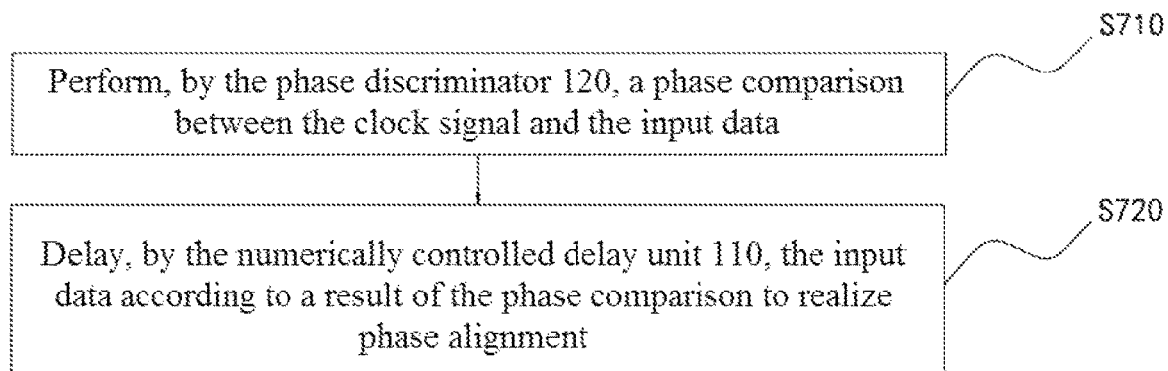 S710
Perform, by the phase discriminator 120, a phase comparison
between the clock signal and the input data
S720
Delay, by the numerically controlled delay unit 110, the input
data according to a result of the phase comparison to realize
phase alignment